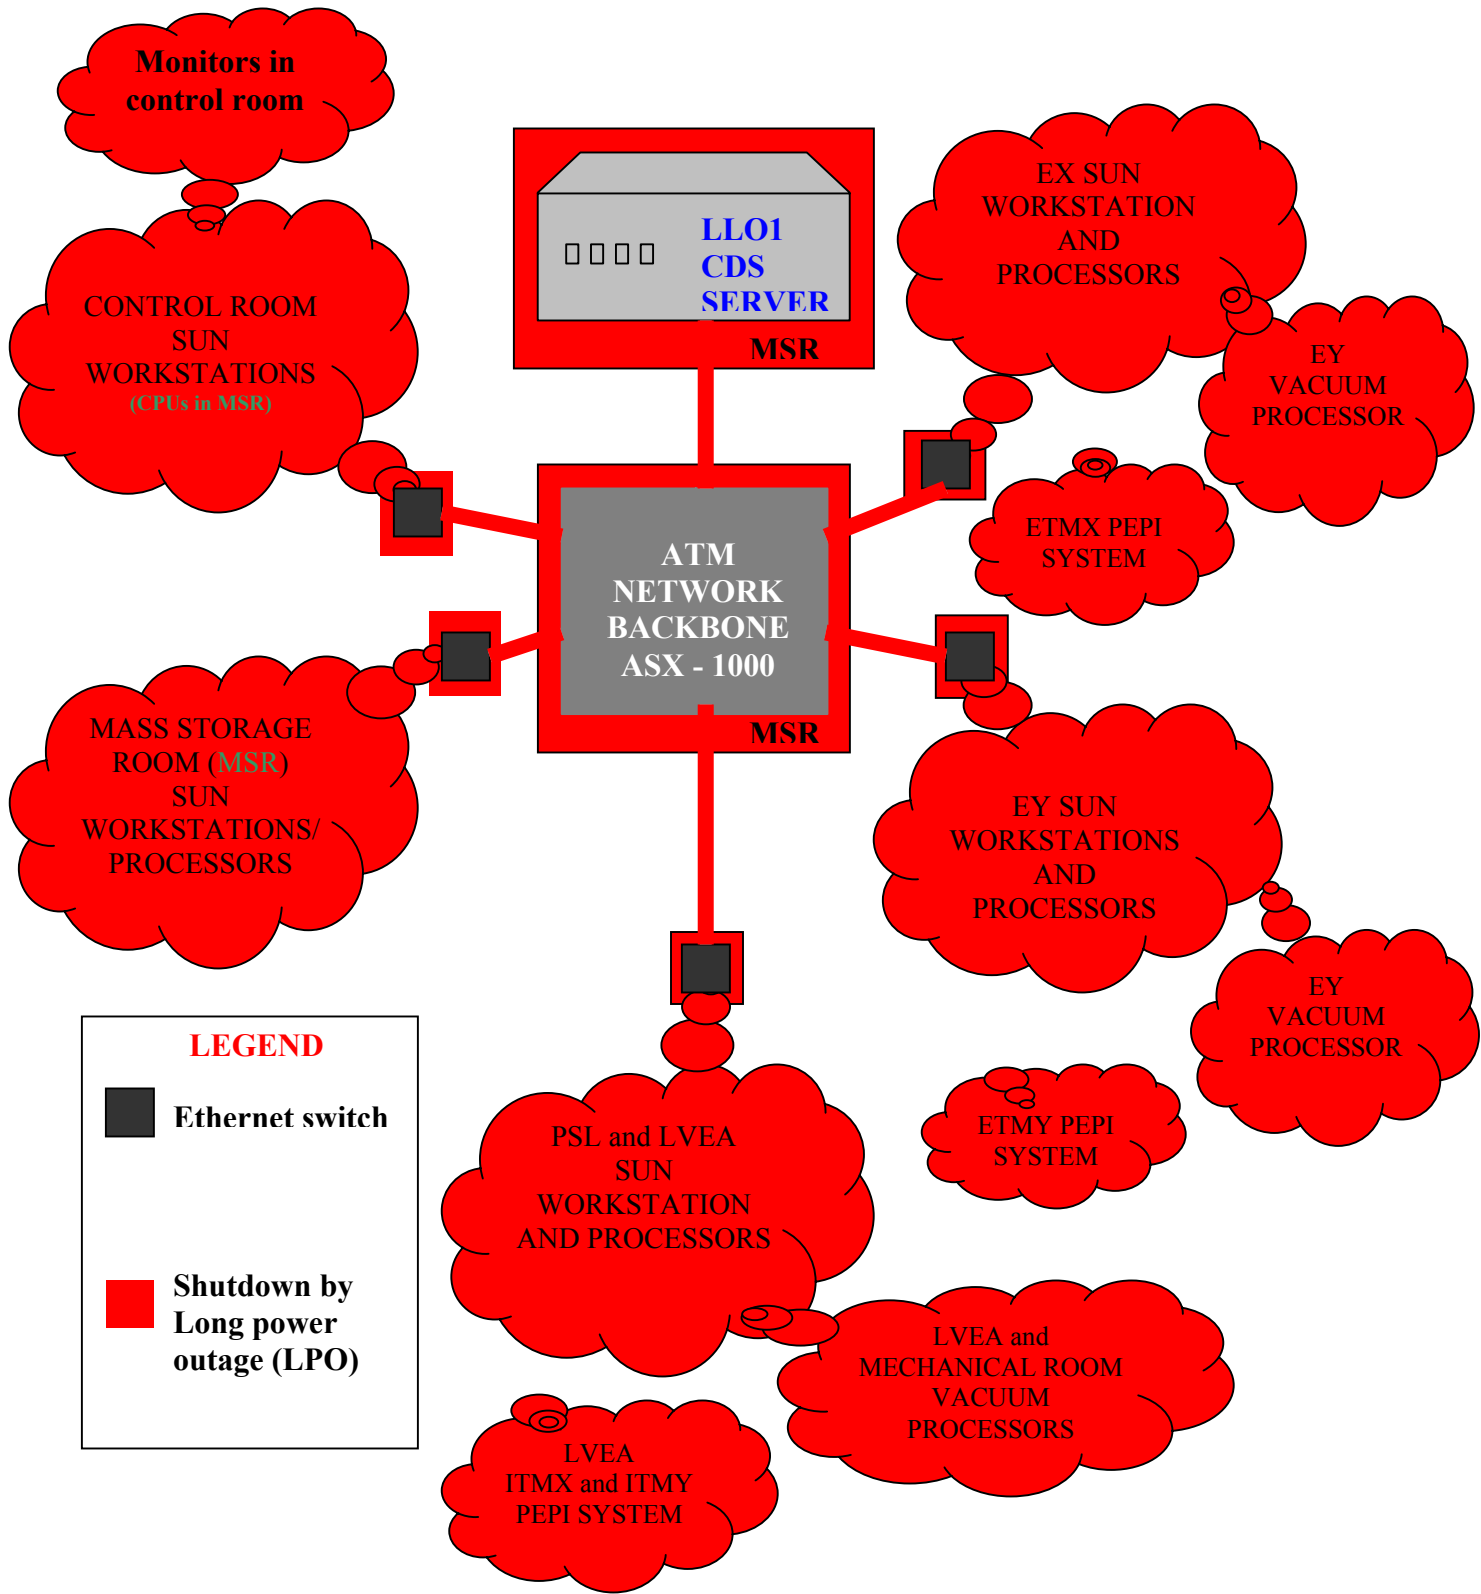 Monitors in
control room
CONTROL ROOM
SUN
WORKSTATIONS
(CPUs in MSR)
LLO1
CDS
SERVER
MSR
EX SUN
WORKSTATION
AND
PROCESSORS
EY
VACUUM
PROCESSOR
ETMX PEPI
SYSTEM
ATM
NETWORK
BACKBONE
ASX - 1000
MSR
MASS STORAGE
ROOM (MSR)
SUN
WORKSTATIONS/
PROCESSORS
EY SUN
WORKSTATIONS
AND
PROCESSORS
EY
VACUUM
PROCESSOR
ETMY PEPI
SYSTEM
LEGEND
Ethernet switch
Shutdown by
Long power
outage (LPO)
PSL and LVEA
SUN
WORKSTATION
AND PROCESSORS
LVEA and
MECHANICAL ROOM
VACUUM
PROCESSORS
LVEA
ITMX and ITMY
PEPI SYSTEM